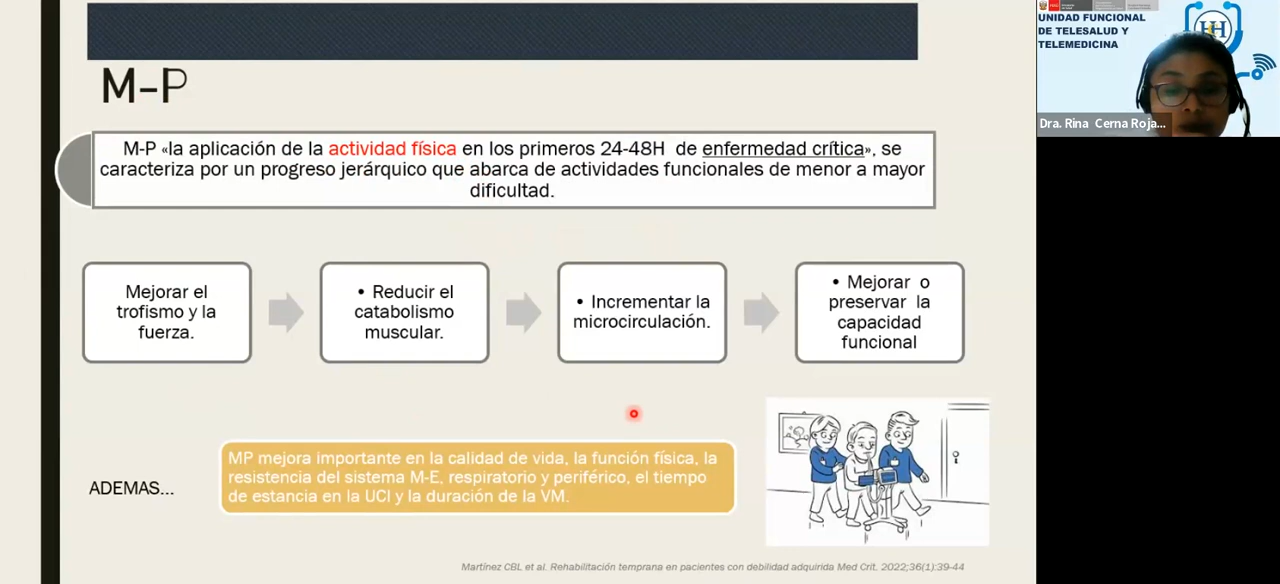 M-P
M-P «la aplicación de la actividad física en los primeros 24-48H de enfermedad crítica», se
caracteriza por un progreso jerárquico que abarca de actividades funcionales de menor a mayor
dificultad.
Mejorar el
trofismo y la
fuerza.
• Reducir el
catabolismo
muscular.
• Incrementar la
microcirculación.
• Mejorar o
preservar la
capacidad
funcional
ADEMAS...
MP mejora importante en la calidad de vida, la función física, la
resistencia del sistema M-E, respiratorio y periférico, el tiempo
de estancia en la UCI y la duración de la VM.
Martínez CBL et al. Rehabilitación temprana en pacientes con debilidad adquirida Med Crit. 2022;36(1):39-44
UNIDAD FUNCIONAL
DE TELESALUD Y
TELEMEDICINA
Dra. Rina Cerna Roja...